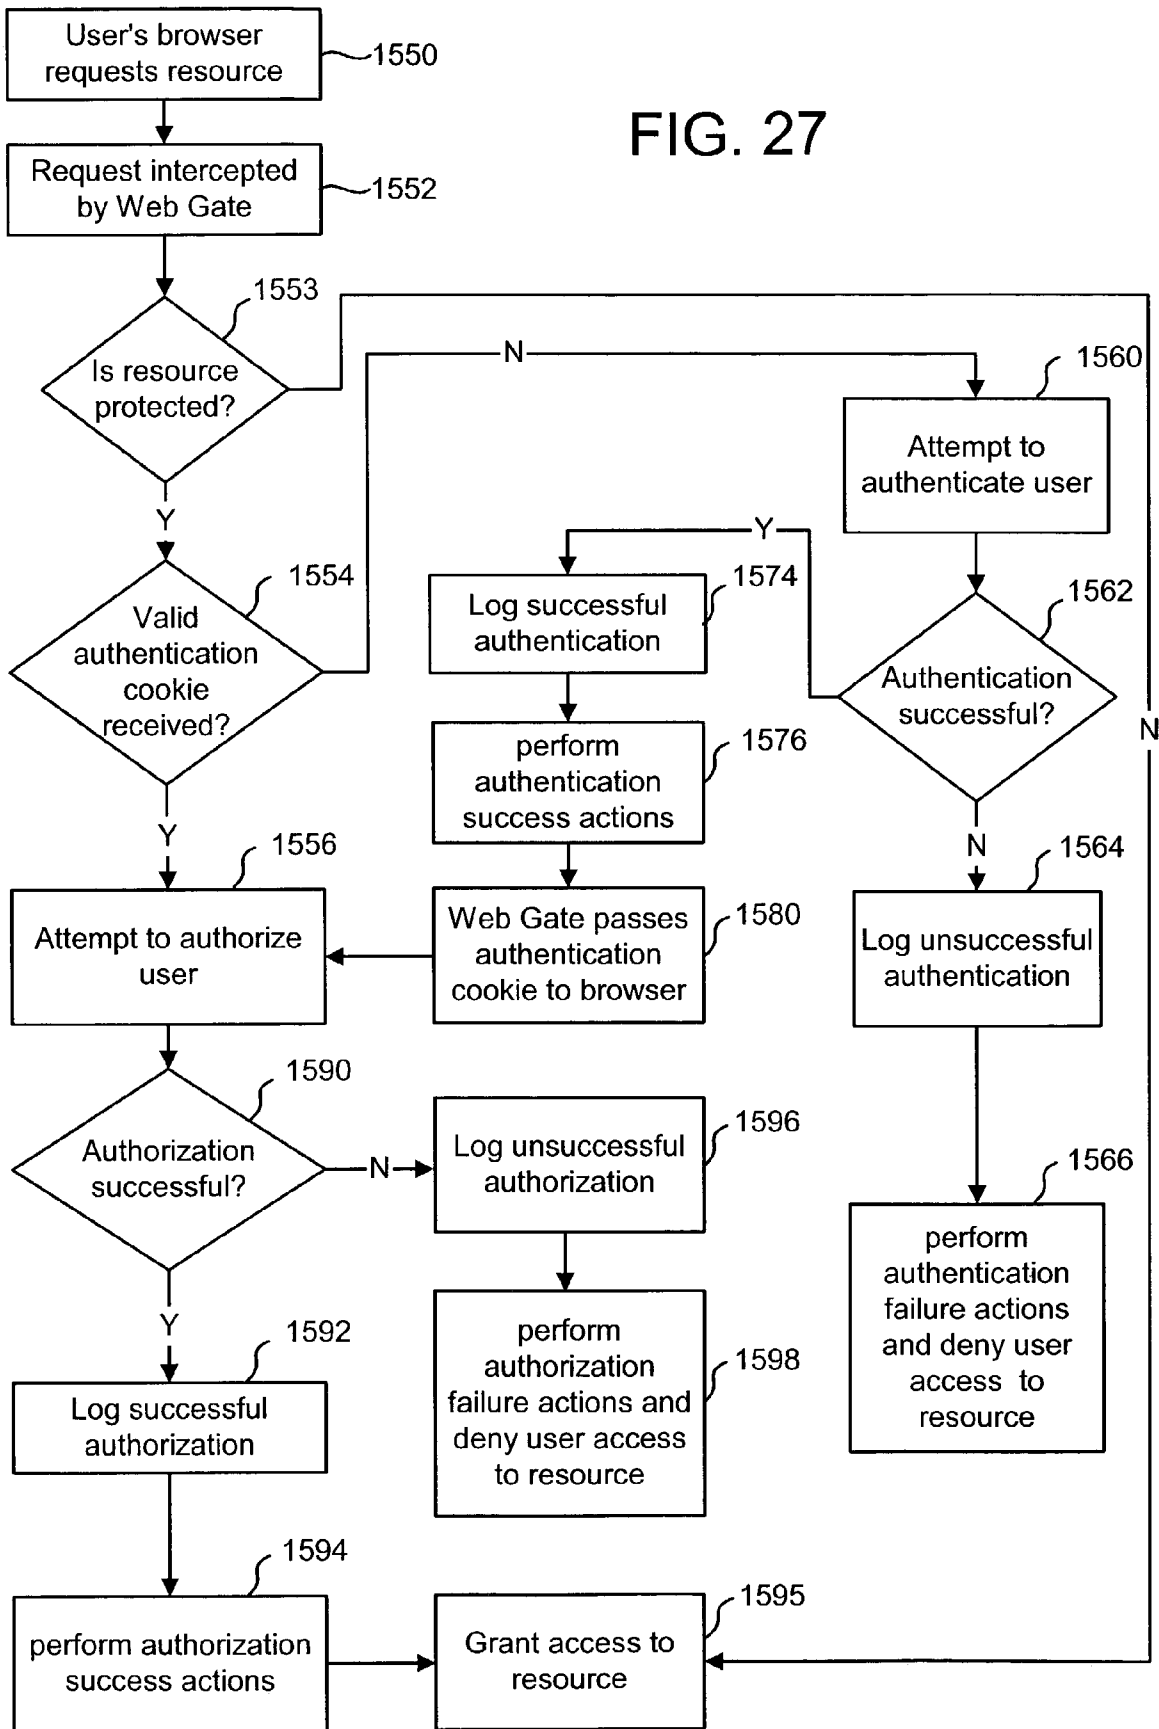 User's browser
requests resource
1550
FIG. 27
Request intercepted
by Web Gate
1552
1553
Is resource
protected?
N
1560
Attempt to
authenticate user
Y
Y
1554
Valid
authentication
cookie
received?
1574
Log successful
authentication
1562
Authentication
successful?
N
1576
perform
authentication
success actions
Y
N
1556
Attempt to authorize
user
1580
Web Gate passes
authentication
cookie to browser
1564
Log unsuccessful
authentication
1590
Authorization
successful?
N
1596
Log unsuccessful
authorization
1566
perform
authentication
failure actions
and deny user
access to
resource
Y
1592
Log successful
authorization
1598
perform
authorization
failure actions and
deny user access
to resource
1594
perform authorization
success actions
1595
Grant access to
resource